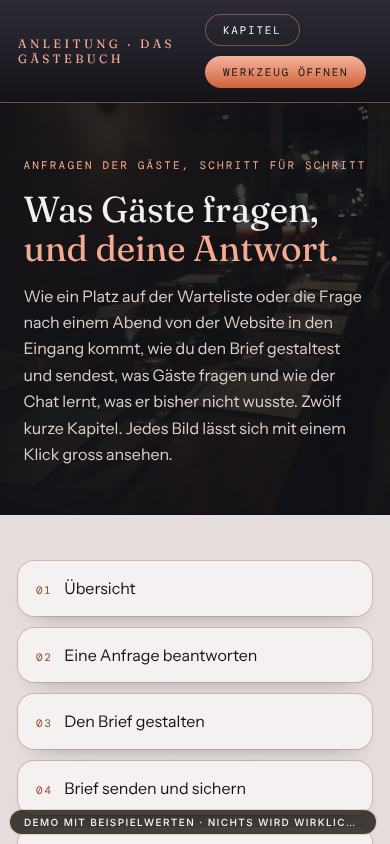 ANLEITUNG · DAS
GÄSTEBUCH
KAPITEL
WERKZEUG ÖFFNEN
ANFRAGEN DER GÄSTE, SCHRITT FÜR SCHRITT
Was Gäste fragen,
und deine Antwort.
Wie ein Platz auf der Warteliste oder die Frage
nach einem Abend von der Website in den
Eingang kommt, wie du den Brief gestaltest
und sendest, was Gäste fragen und wie der
Chat lernt, was er bisher nicht wusste. Zwölf
kurze Kapitel. Jedes Bild lässt sich mit einem
Klick gross ansehen.
01 Übersicht
02 Eine Anfrage beantworten
03 Den Brief gestalten
04 Brief senden und sichern
DEMO MIT BEISPIELWERTEN · NICHTS WIRD WIRKLIC...